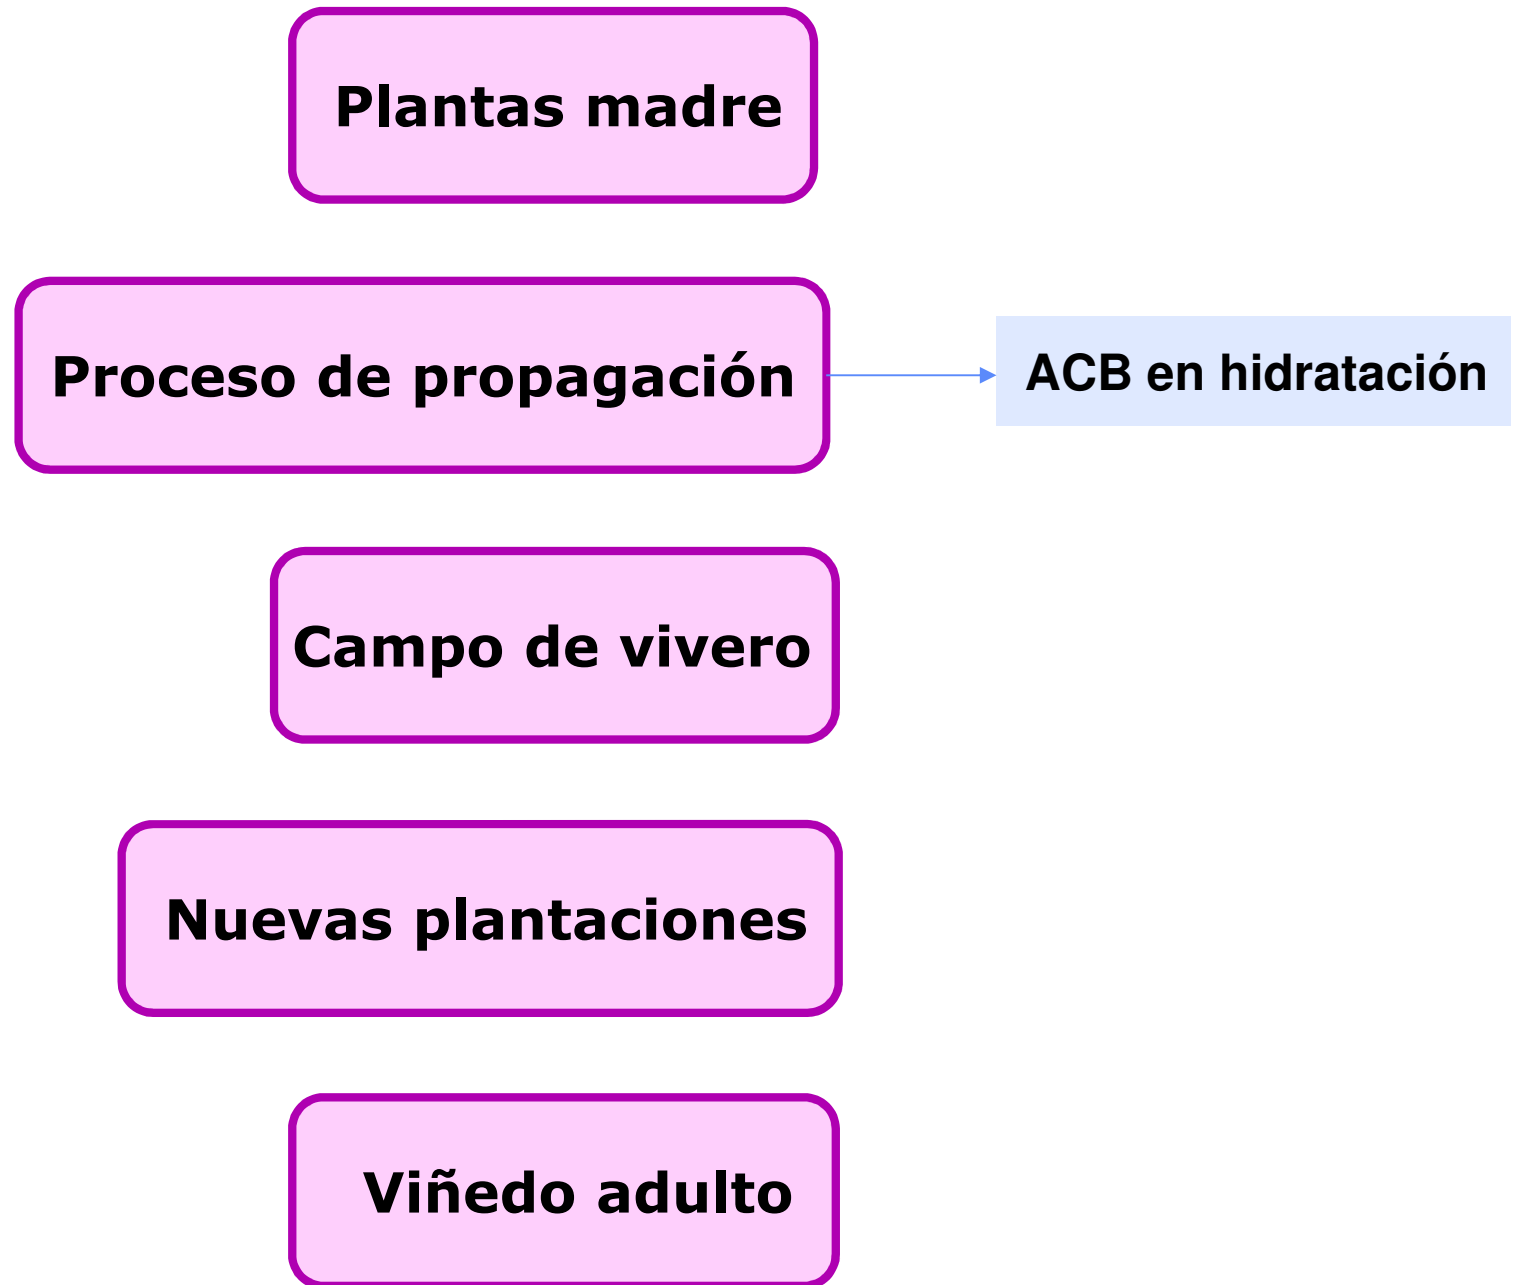 Plantas madre
Proceso de propagación
ACB en hidratación
Campo de vivero
Nuevas plantaciones
Viñedo adulto